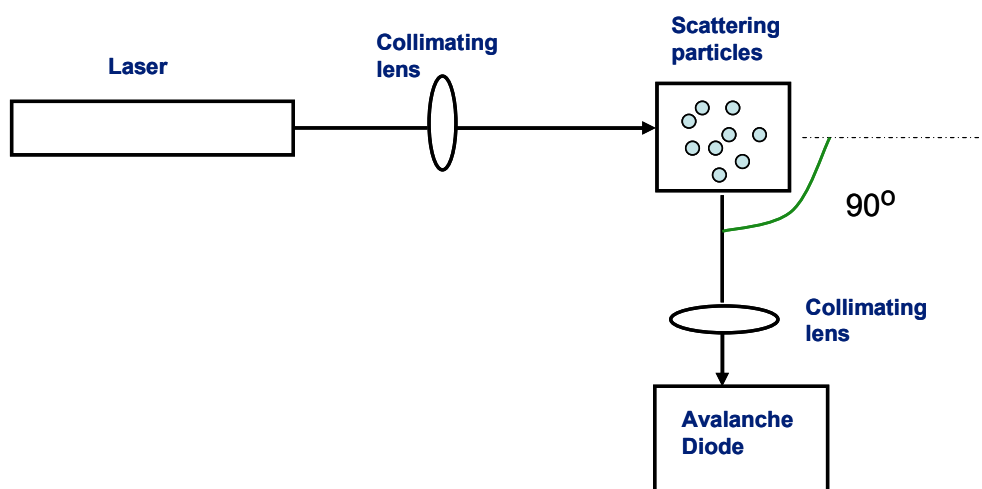 Laser
Collimating
lens
Scattering
particles
90º
Collimating
lens
Avalanche
Diode